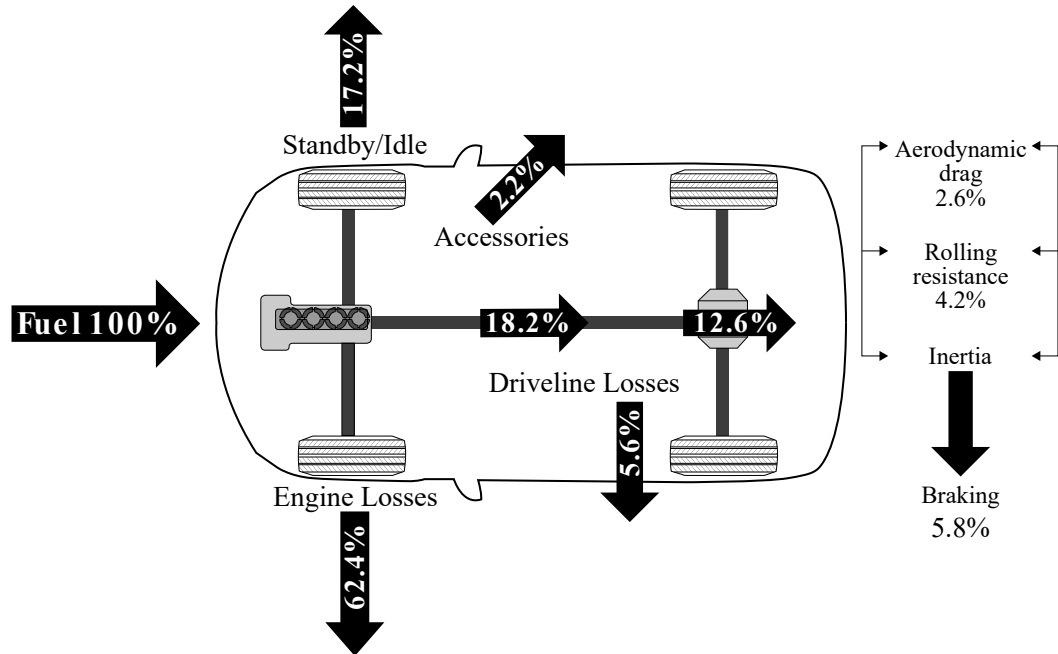 17.2%
Standby/Idle
2.2%
Accessories
Aerodynamic
drag
2.6%
Rolling
resistance
4.2%
Fuel 100%
18.2%
12.6%
Inertia
Driveline Losses
5.6%
Engine Losses
62.4%
Braking
5.8%